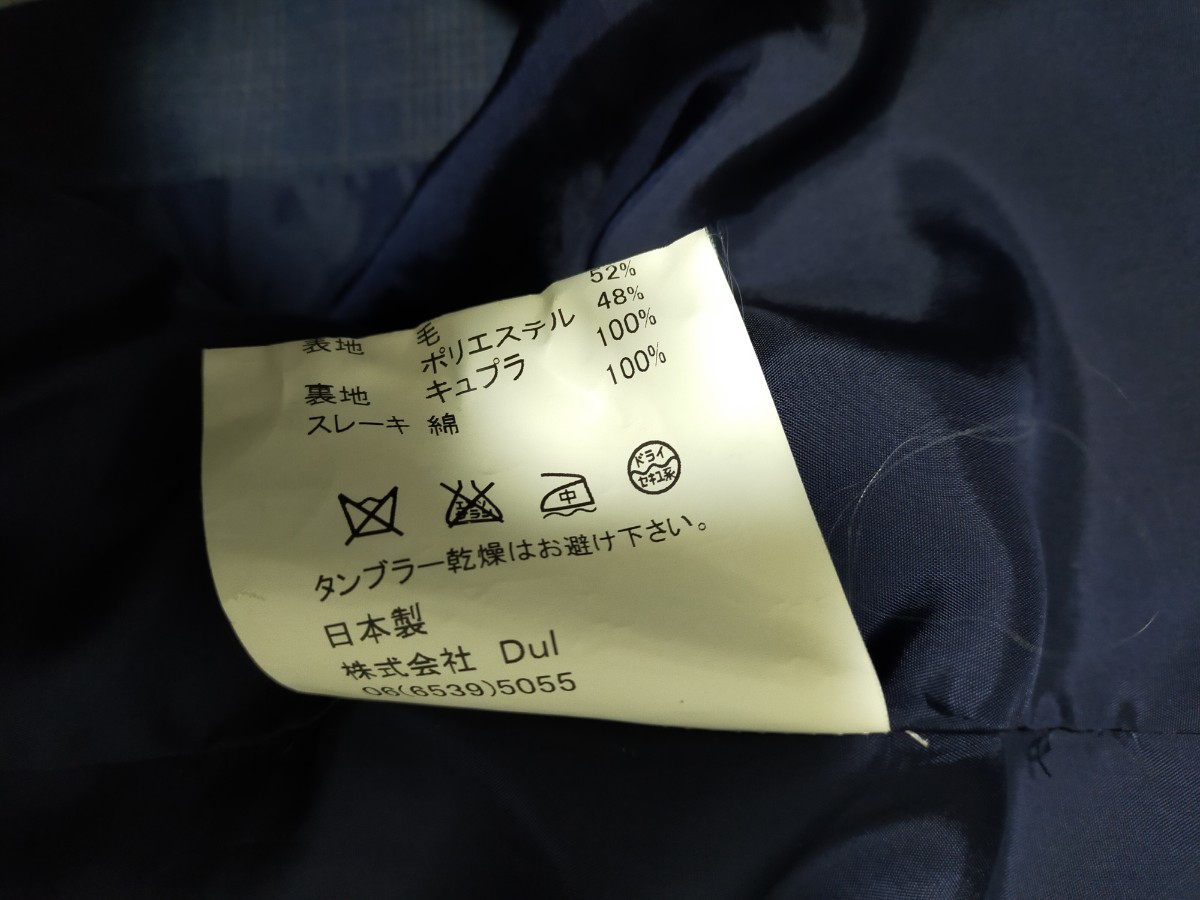 表地 毛 52%
ポリエステル 48%
裏地 キュプラ 100%
スレーキ 綿 100%
中
ドライ
セキユ系
タンブラー乾燥はお避け下さい。
日本製
株式会社 Dul
06(6539)5055